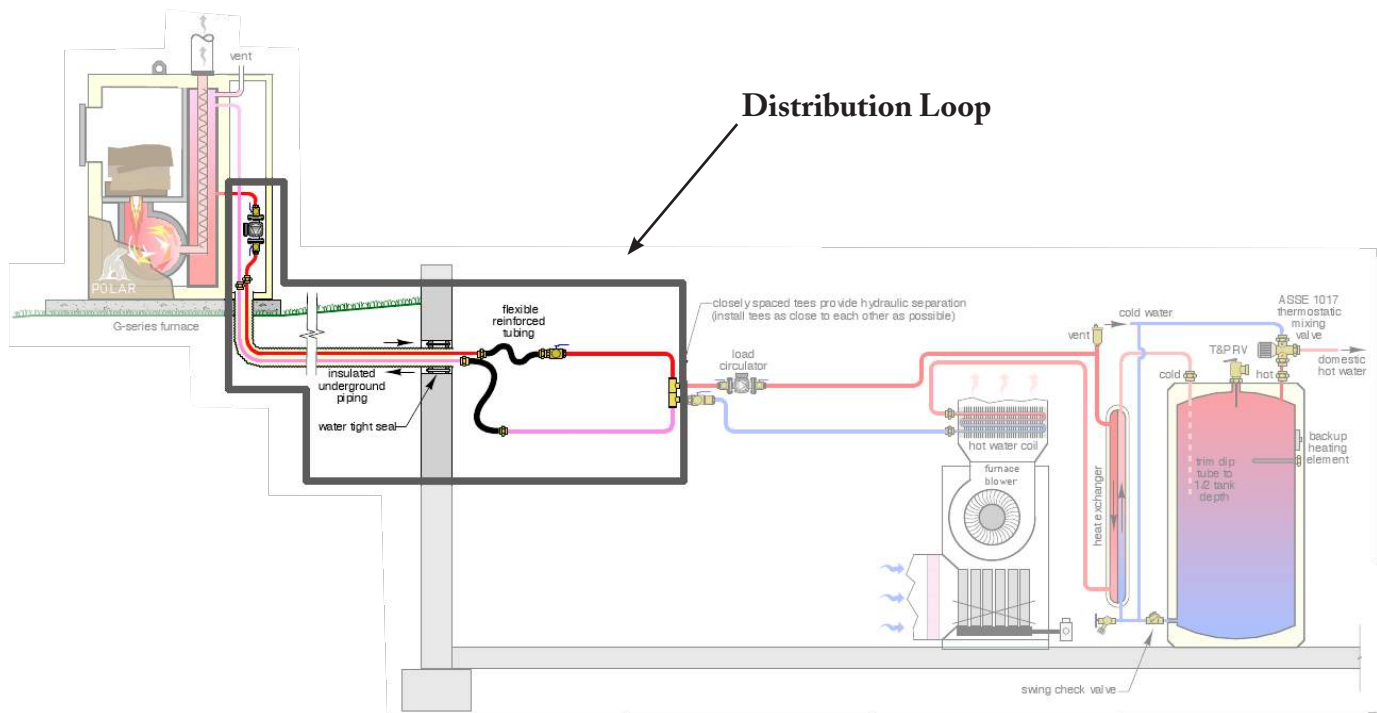 vent
Distribution Loop
POLAR
G-series furnace
flexible
reinforced
tubing
insulated
underground
piping
water tight seal
closely spaced tees provide hydraulic separation
(install tees as close to each other as possible)
load
circulator
vent
cold water
ASSE 1017
thermostatic
mixing
valve
T&PRV
domestic
hot water
cold
hot
hot water coil
furnace
blower
heat exchanger
trim dip
tube to
1/2 tank
depth
backup
heating
element
swing check valve